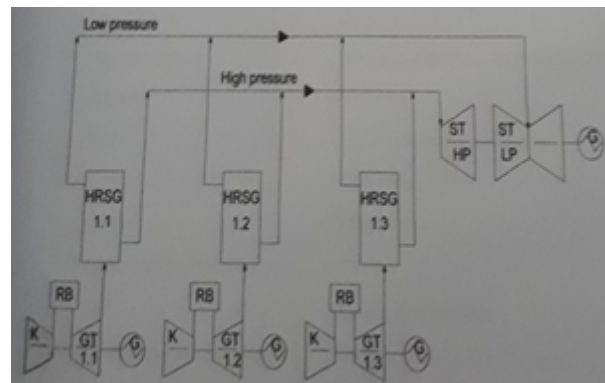 Low pressure
High pressure
ST
HP
ST
LP
G
HRSG
1.1
HRSG
1.2
HRSG
1.3
RB
RB
RB
K
GT
1.1
G
K
GT
1.2
G
K
GT
1.3
G